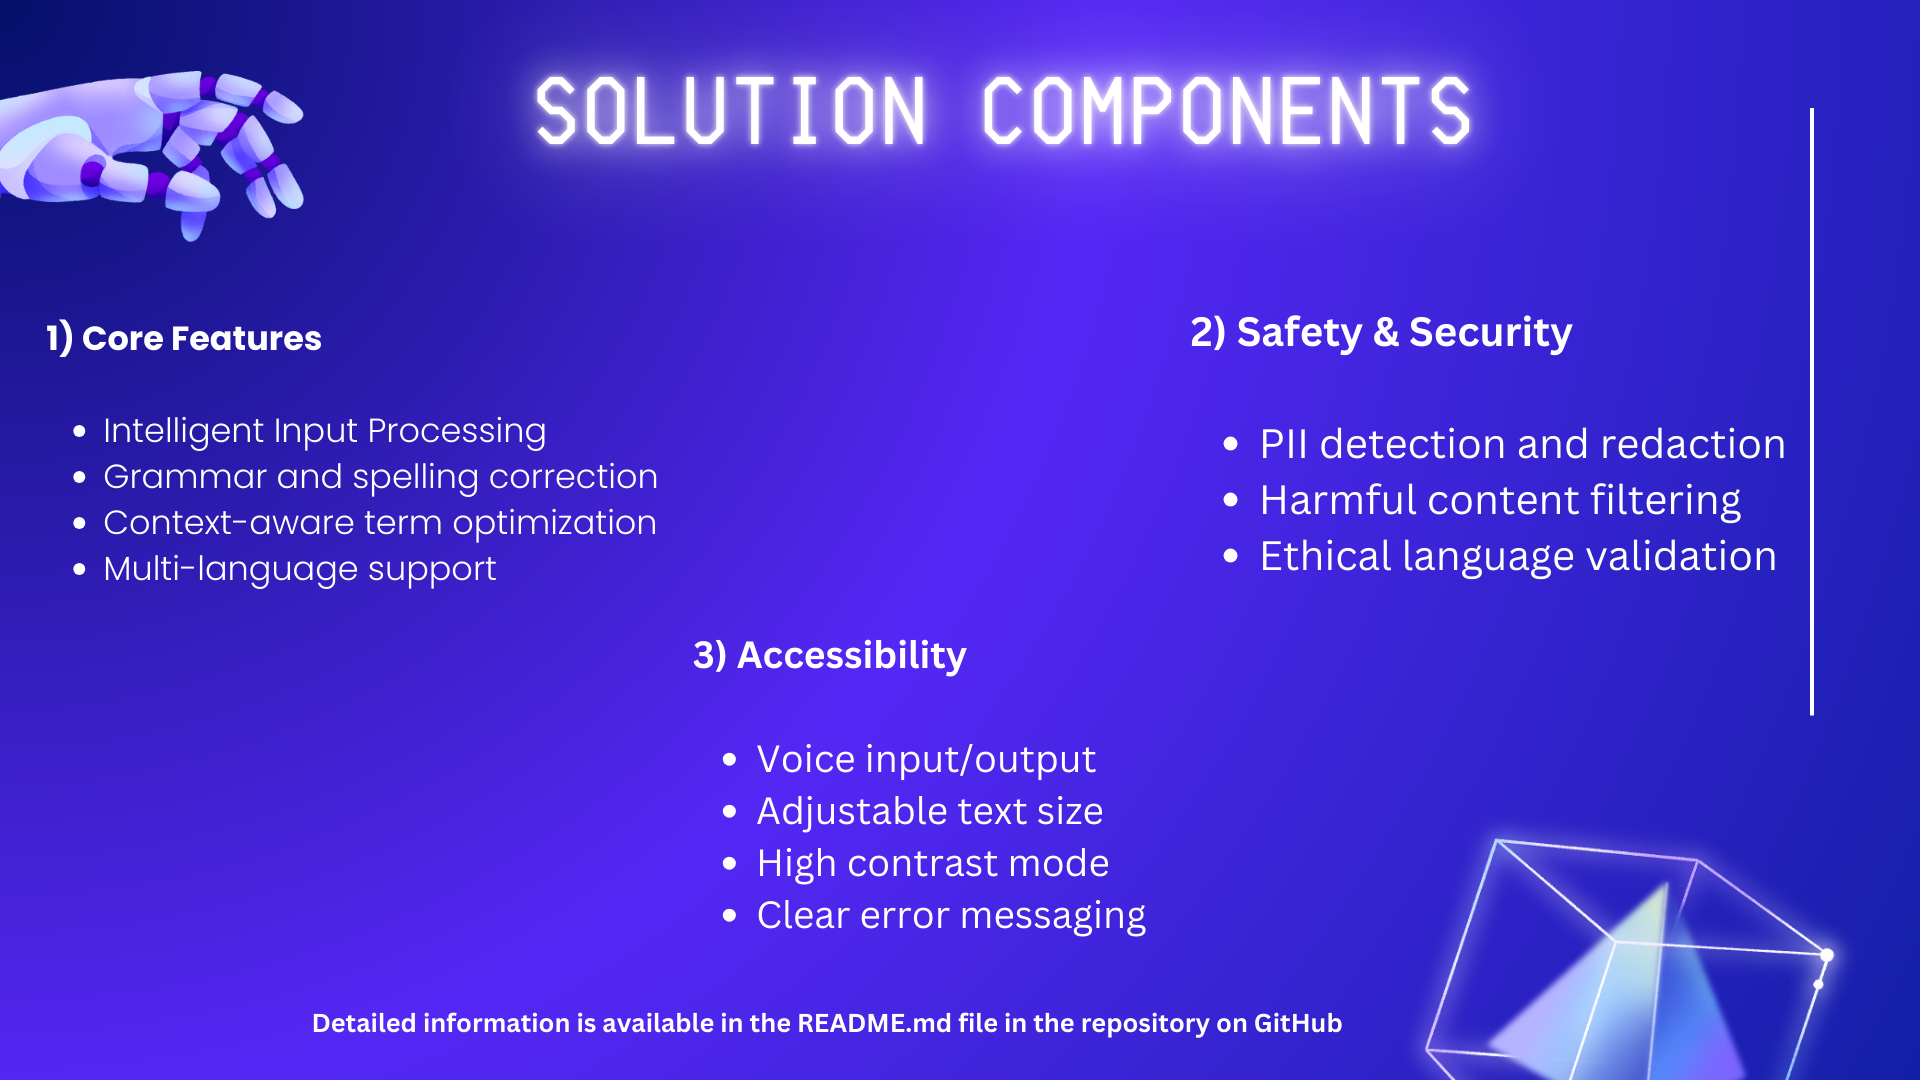 SOLUTION COMPONENTS
1) Core Features
• Intelligent Input Processing
• Grammar and spelling correction
• Context-aware term optimization
• Multi-language support
2) Safety & Security
• PII detection and redaction
• Harmful content filtering
• Ethical language validation
3) Accessibility
• Voice input/output
• Adjustable text size
• High contrast mode
• Clear error messaging
Detailed information is available in the README.md file in the repository on GitHub